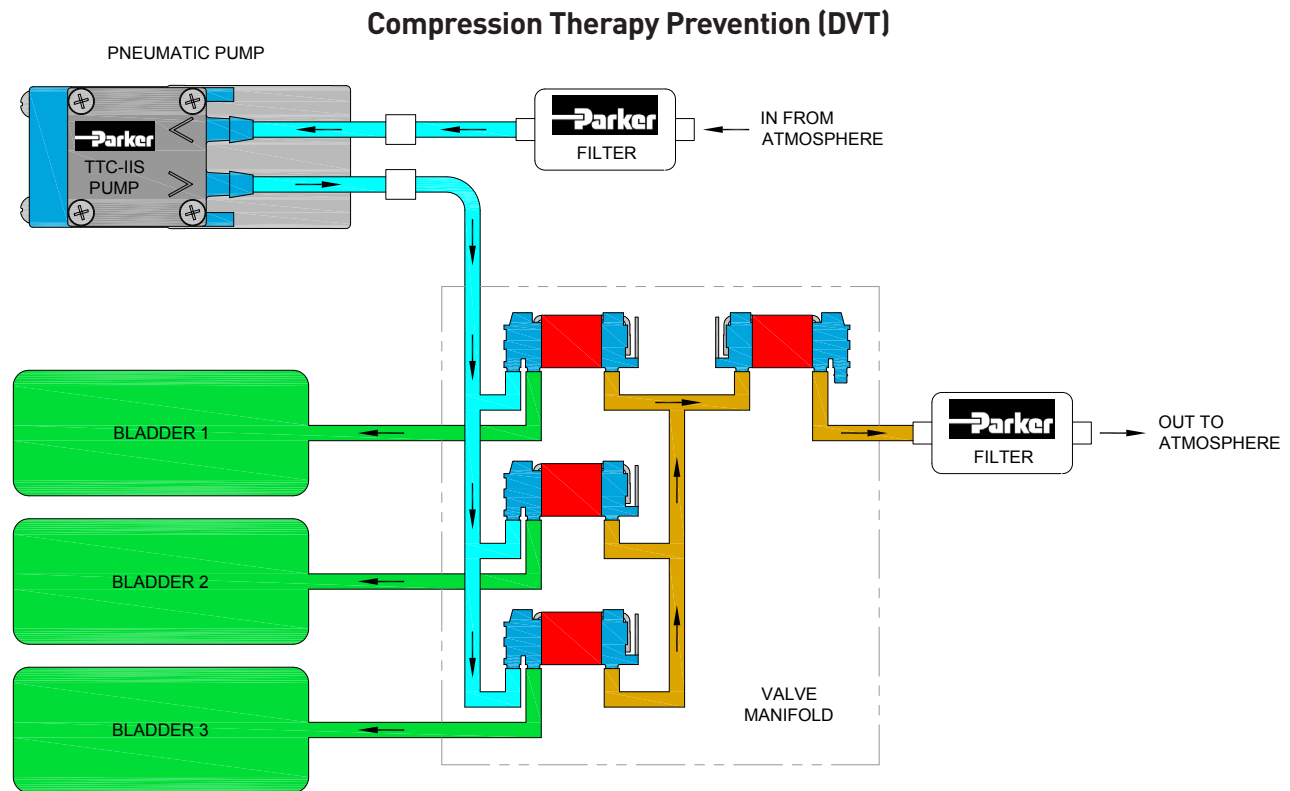 Compression Therapy Prevention (DVT)
PNEUMATIC PUMP
Parker
TTC-IIS
PUMP
Parker
FILTER
IN FROM
ATMOSPHERE
BLADDER 1
BLADDER 2
BLADDER 3
Parker
FILTER
OUT TO
ATMOSPHERE
VALVE
MANIFOLD